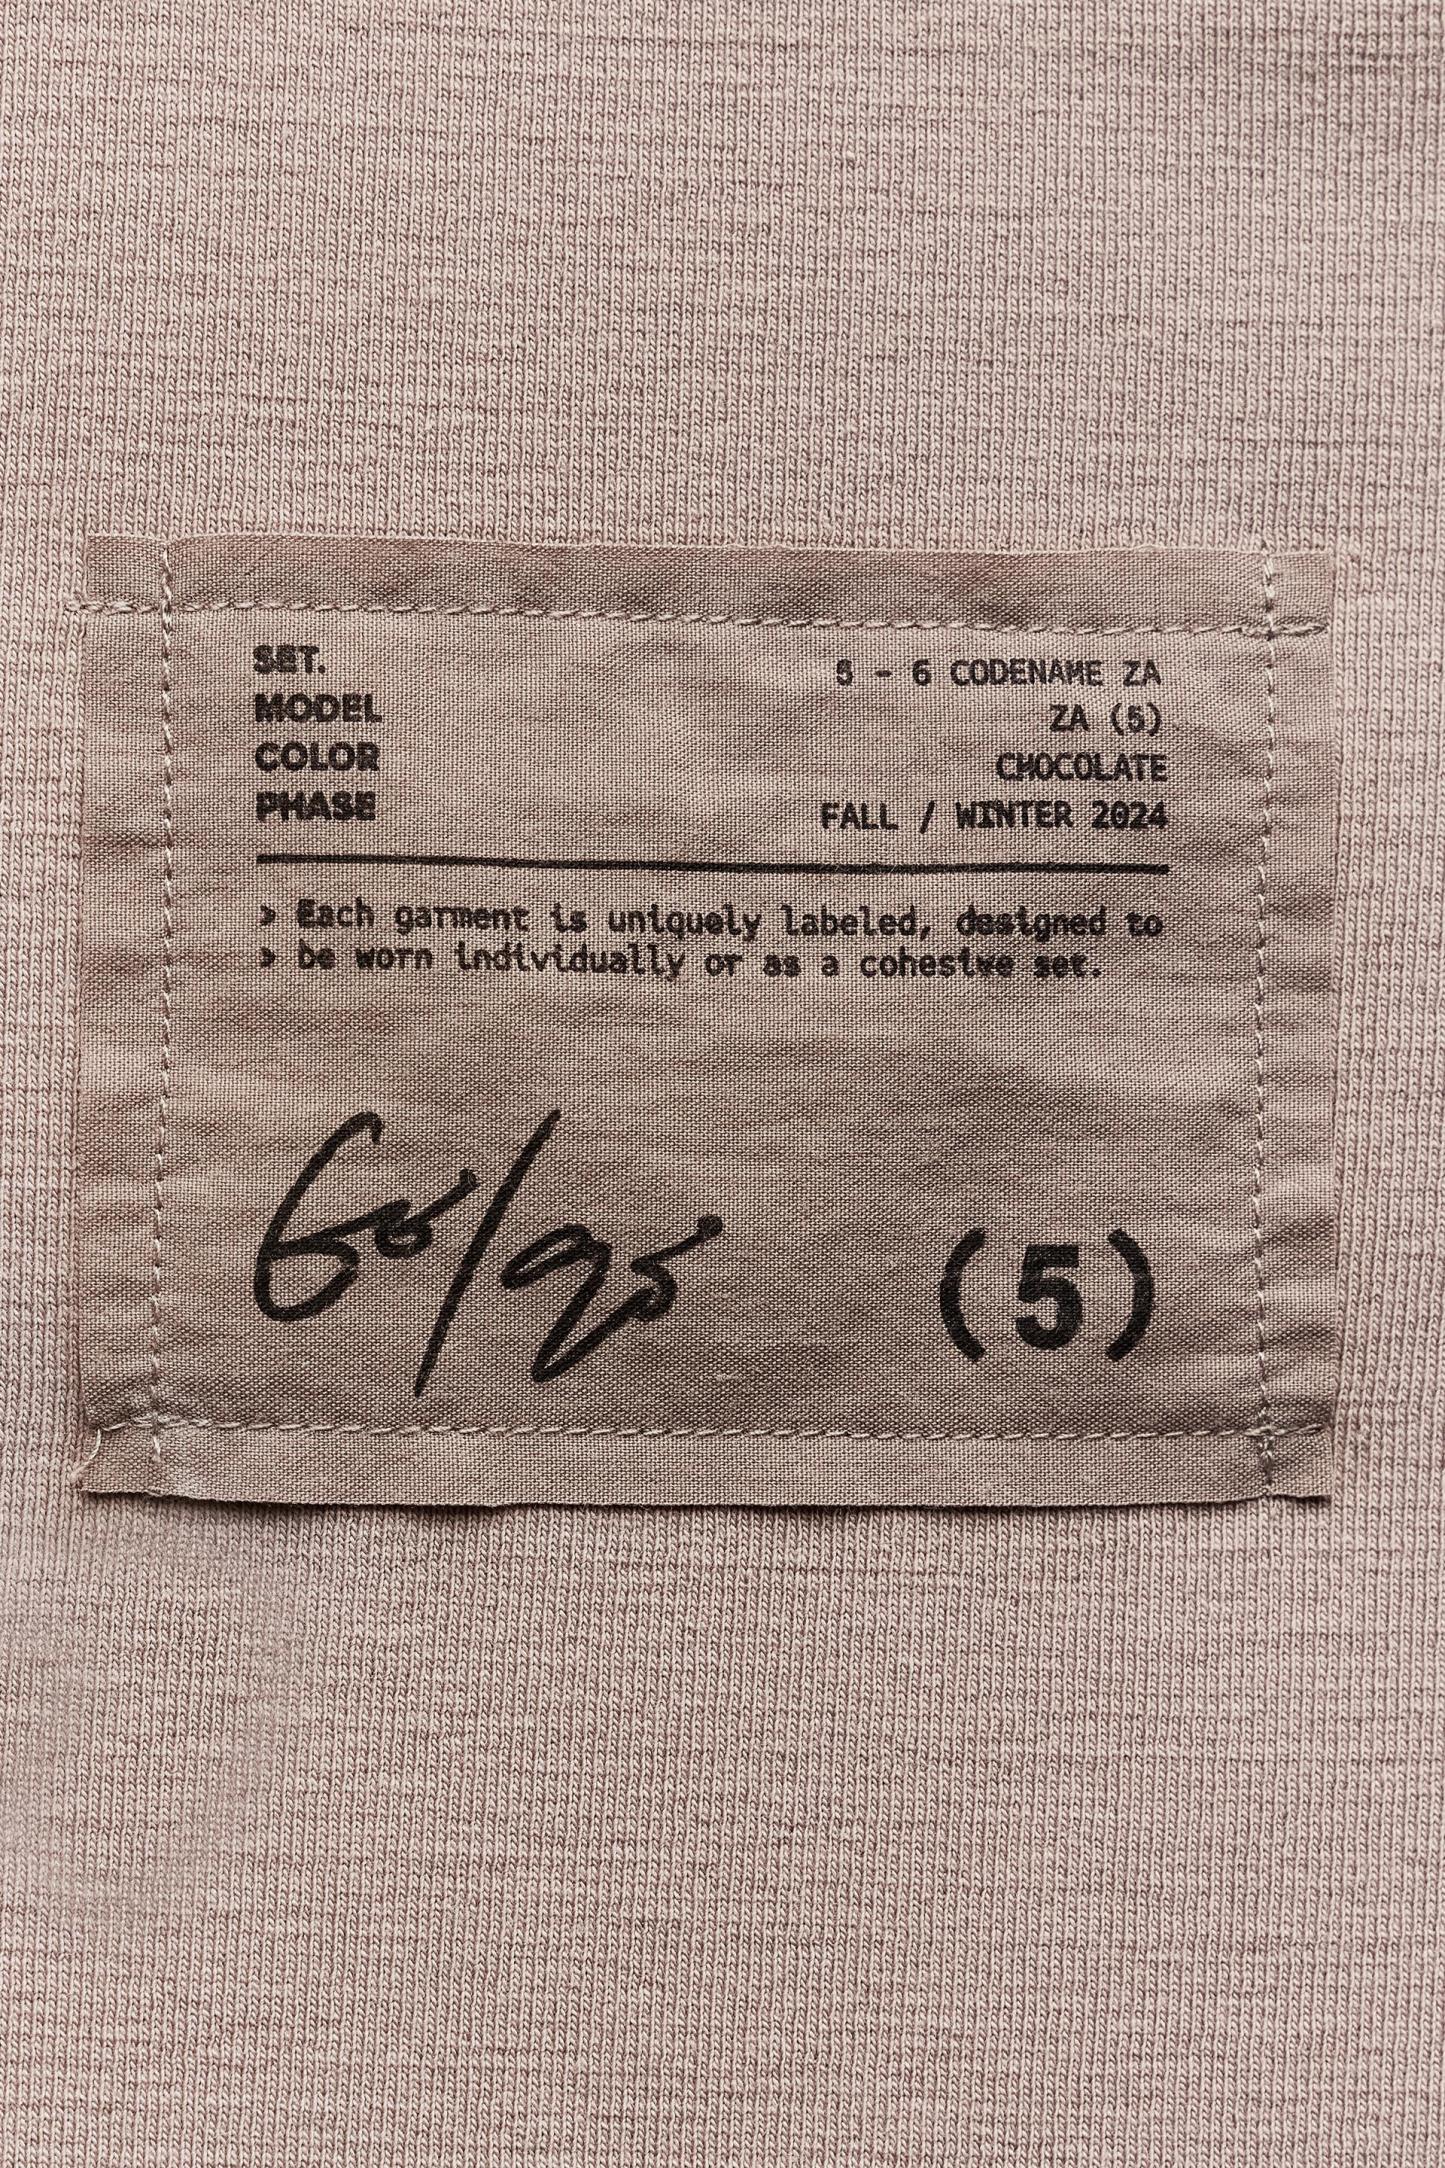 SET. 5 - 6 CODENAME ZA
MODEL ZA (5)
COLOR CHOCOLATE
PHASE FALL / WINTER 2024
› Each garment is uniquely labeled, designed to
› be worn individually or as a cohesive set.
(5)